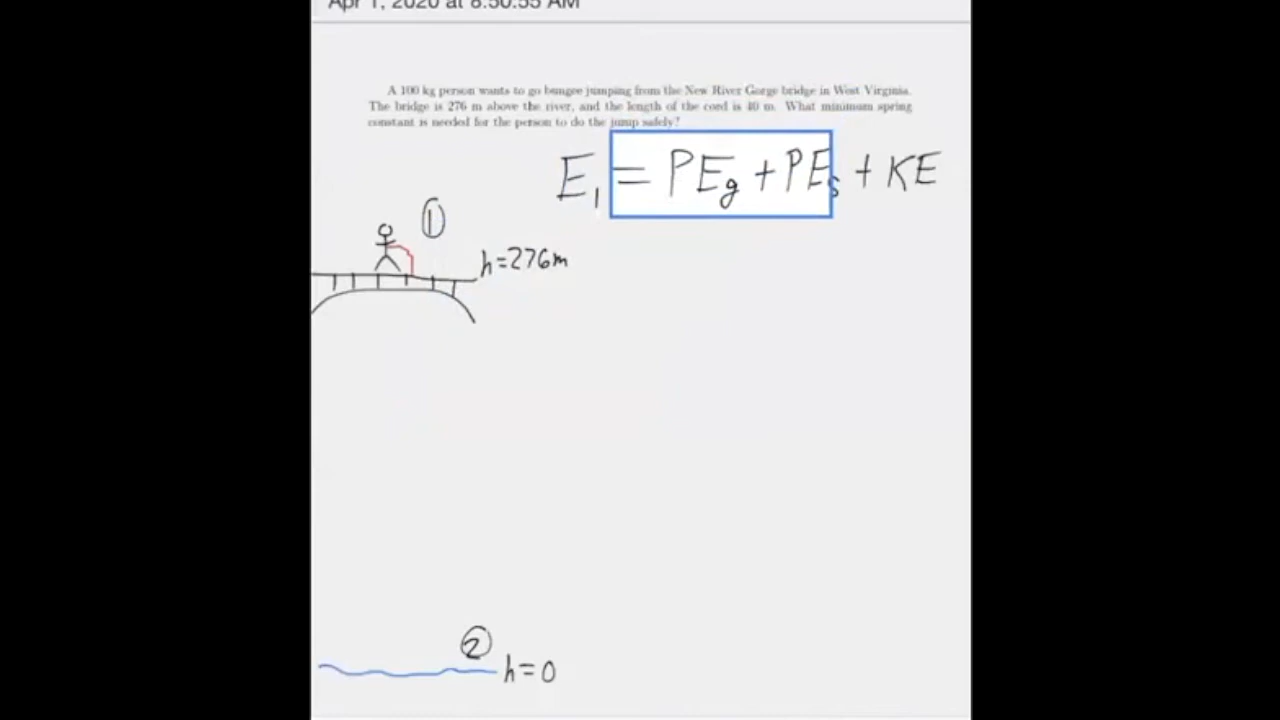 Apr 1, 2020 at 8:50:55 AM
A 100 kg person wants to go bungee jumping from the New River Gorge bridge in West Virginia.
The bridge is 276 m above the river, and the length of the cord is 40 m. What minimum spring
constant is needed for the person to do the jump safely?
E₁ = PEg + PEs + KE
①
h=276m
②
h=0